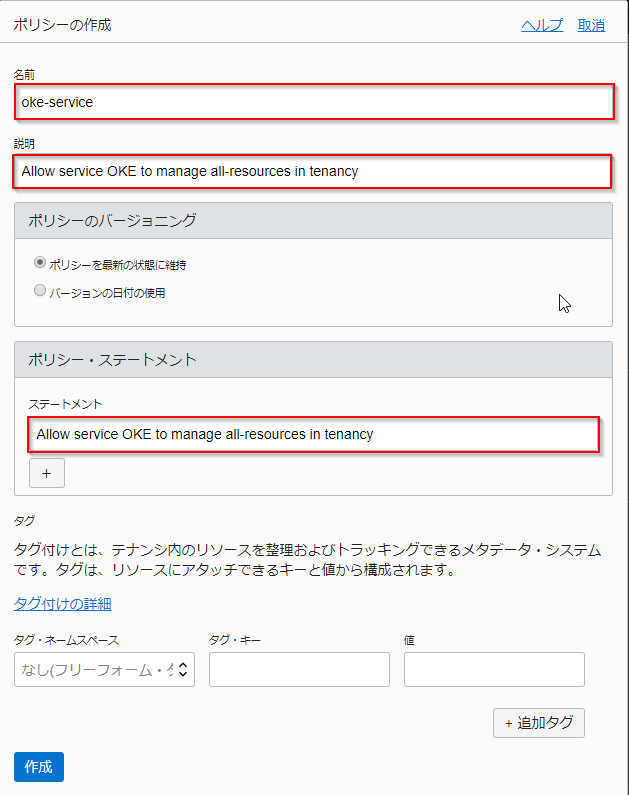 ポリシーの作成
ヘルプ 取消
名前
oke-service
説明
Allow service OKE to manage all-resources in tenancy
ポリシーのバージョニング
ポリシーを最新の状態に維持
バージョンの日付の使用
ポリシー・ステートメント
ステートメント
Allow service OKE to manage all-resources in tenancy
+
タグ
タグ付けとは、テナンシ内のリソースを整理およびトラッキングできるメタデータ・システム
です。タグは、リソースにアタッチできるキーと値から構成されます。
タグ付けの詳細
タグ・ネームスペース タグ・キー 値
なし(フリーフォーム・
+ 追加タグ
作成